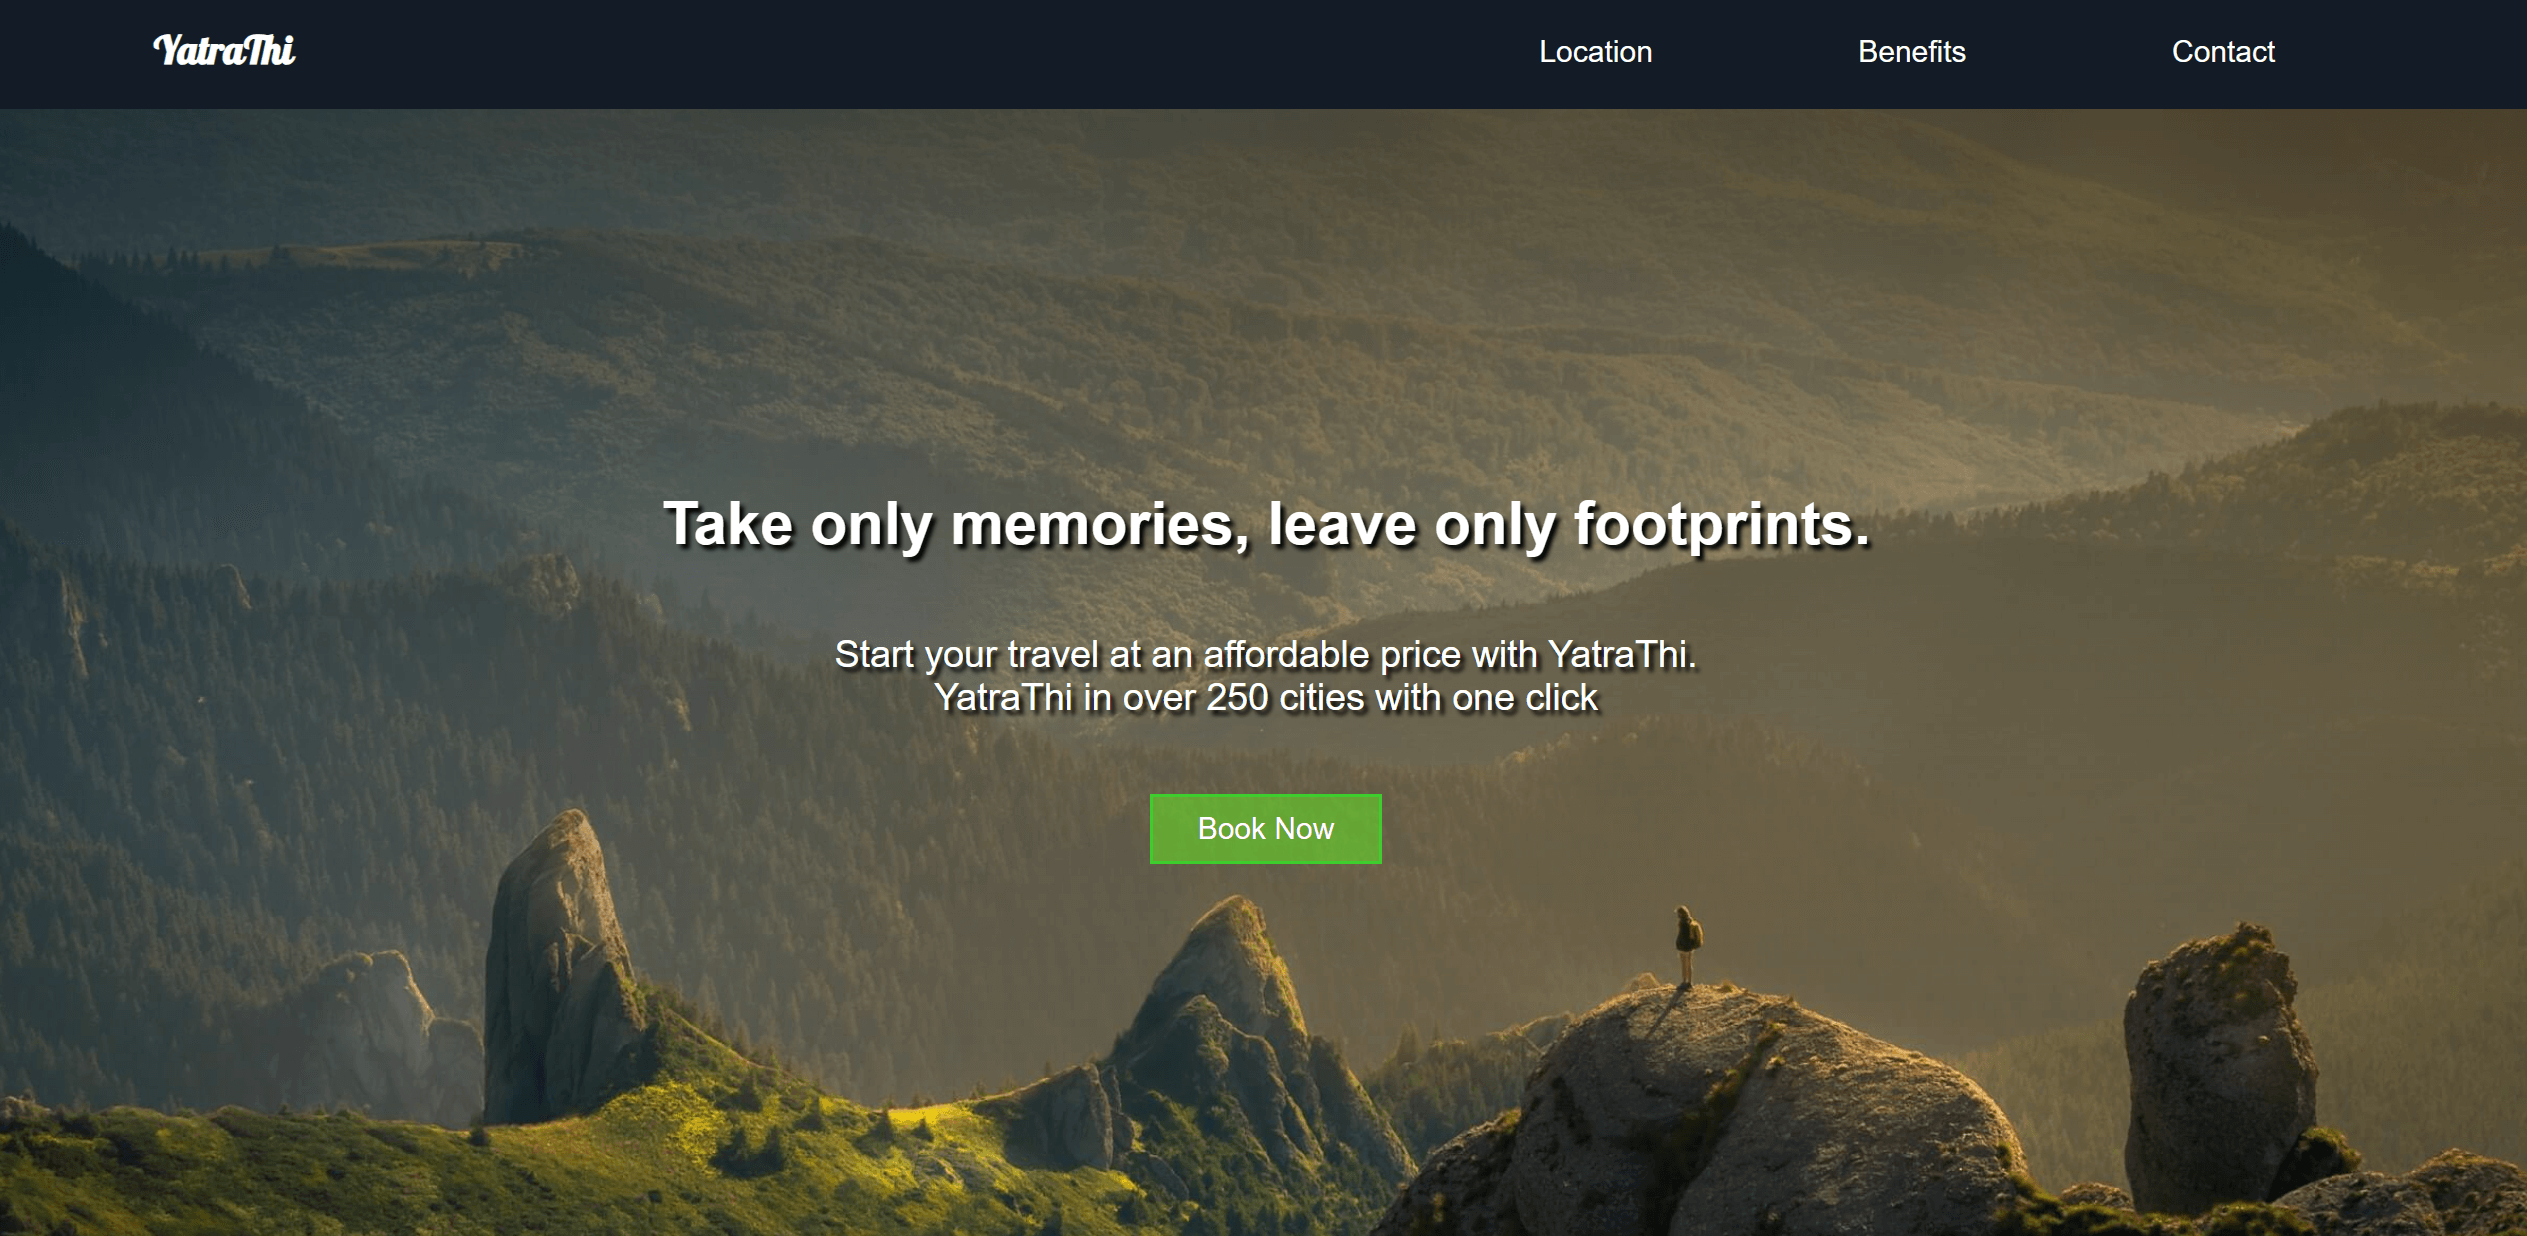 YatraThi
Location
Benefits
Contact
Take only memories, leave only footprints.
Start your travel at an affordable price with YatraThi.
YatraThi in over 250 cities with one click
Book Now